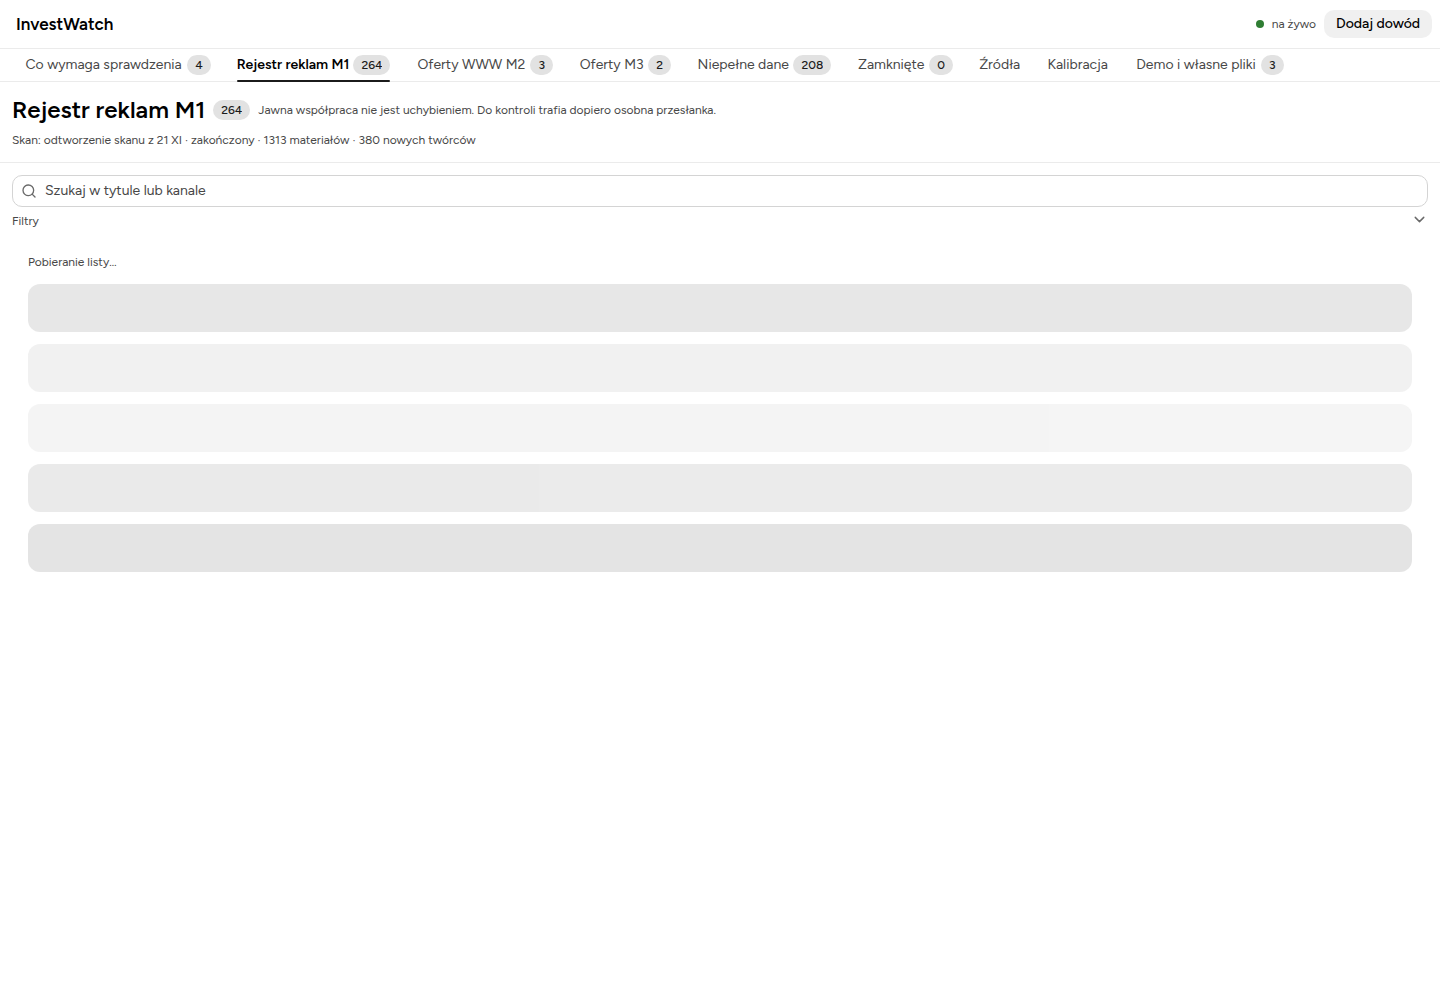 InvestWatch
na żywo
Dodaj dowód
Co wymaga sprawdzenia 4
Rejestr reklam M1 264
Oferty WWW M2 3
Oferty M3 2
Niepełne dane 208
Zamknięte 0
Źródła
Kalibracja
Demo i własne pliki 3
Rejestr reklam M1 264 Jawna współpraca nie jest uchybieniem. Do kontroli trafia dopiero osobna przesłanka.
Skan: odtworzenie skanu z 21 XI · zakończony · 1313 materiałów · 380 nowych twórców
Szukaj w tytule lub kanale
Filtry
Pobieranie listy...